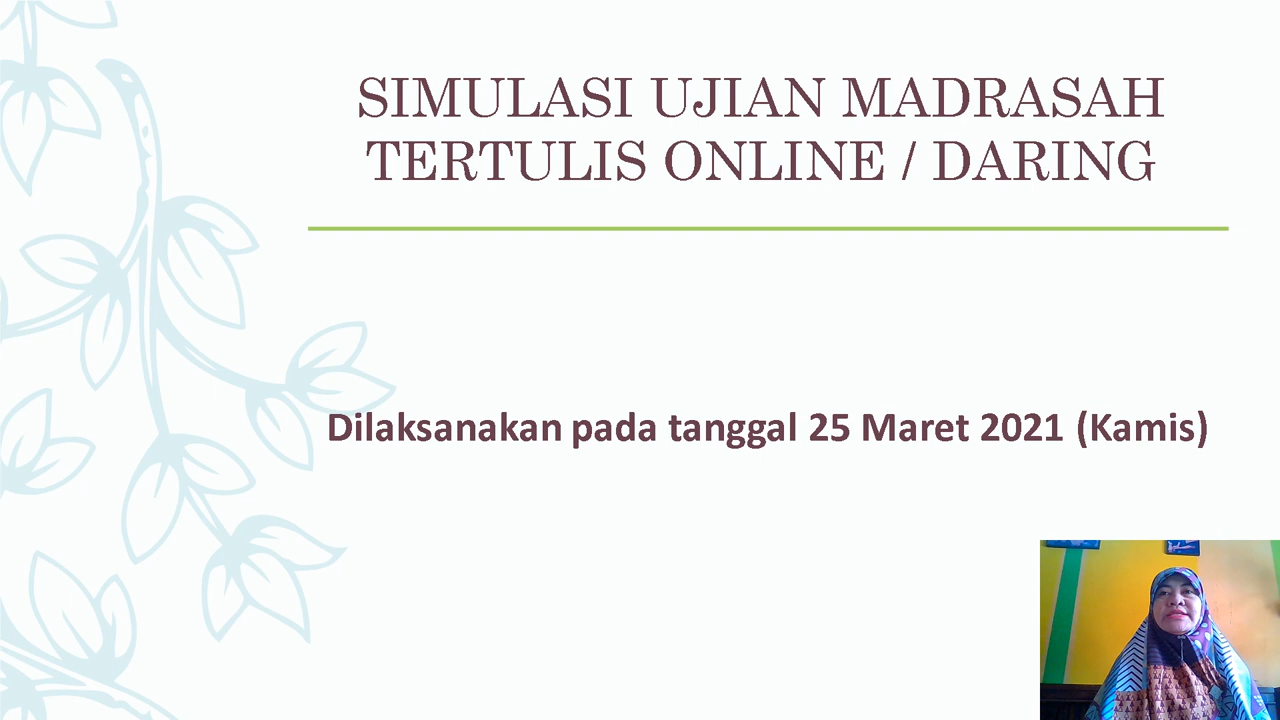 SIMULASI UJIAN MADRASAH
TERTULIS ONLINE / DARING
Dilaksanakan pada tanggal 25 Maret 2021 (Kamis)